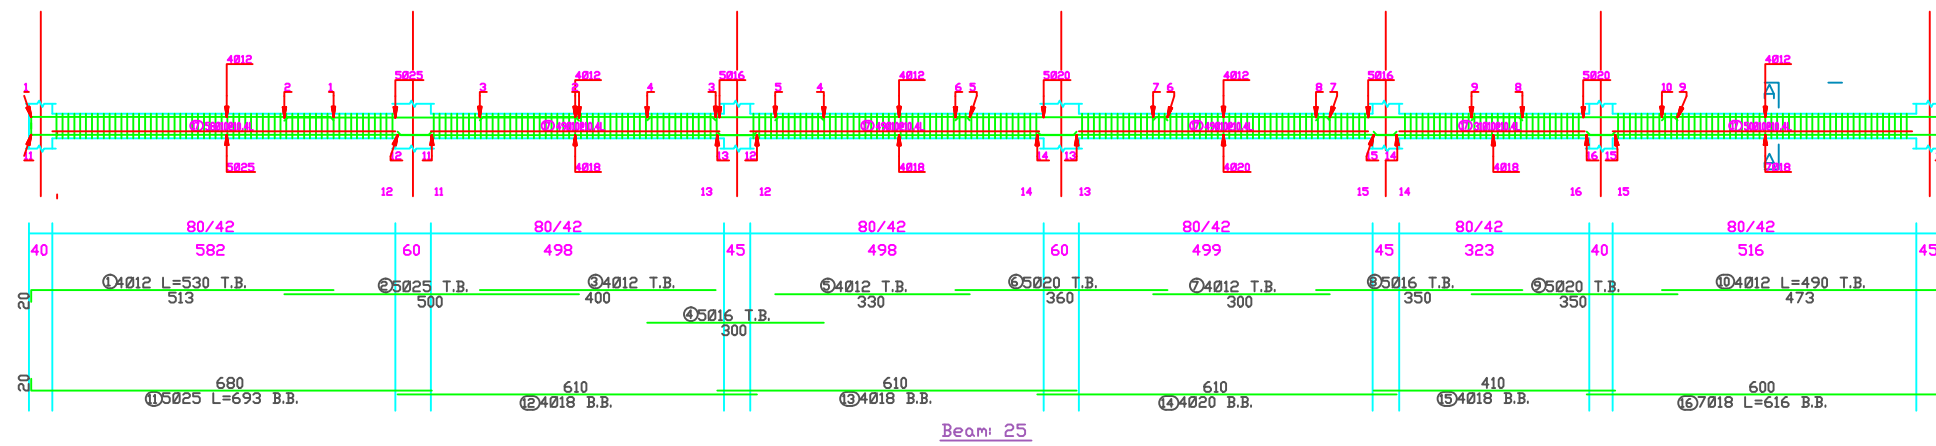 4Ø12 4Ø12 4Ø12 4Ø12 4Ø12
5Ø25 5Ø16 5Ø20 5Ø16 5Ø20
1 2 1 3 2 4 3 5 4 6 5 7 6 8 7 9 8 10 9
A
11 12 11 13 12 14 13 15 14 16 15
5Ø25 4Ø18 4Ø18 4Ø20 4Ø18 7Ø18
A
12 11 13 12 14 13 15 14 16 15
80/42 80/42 80/42 80/42 80/42 80/42
40 582 60 498 45 498 60 499 45 323 40 516 45
①4Ø12 L=530 T.B. ②5Ø25 T.B. ③4Ø12 T.B. ⑤4Ø12 T.B. ⑥5Ø20 T.B. ⑦4Ø12 T.B. ⑧5Ø16 T.B. ⑨5Ø20 T.B. ⑩4Ø12 L=490 T.B.
20 513 500 400 330 360 300 350 350 473
④5Ø16 T.B.
300
20 680 610 610 610 410 600
⑪5Ø25 L=693 B.B. ⑫4Ø18 B.B. ⑬4Ø18 B.B. ⑭4Ø20 B.B. ⑮4Ø18 B.B. ⑯7Ø18 L=616 B.B.
Beam: 25